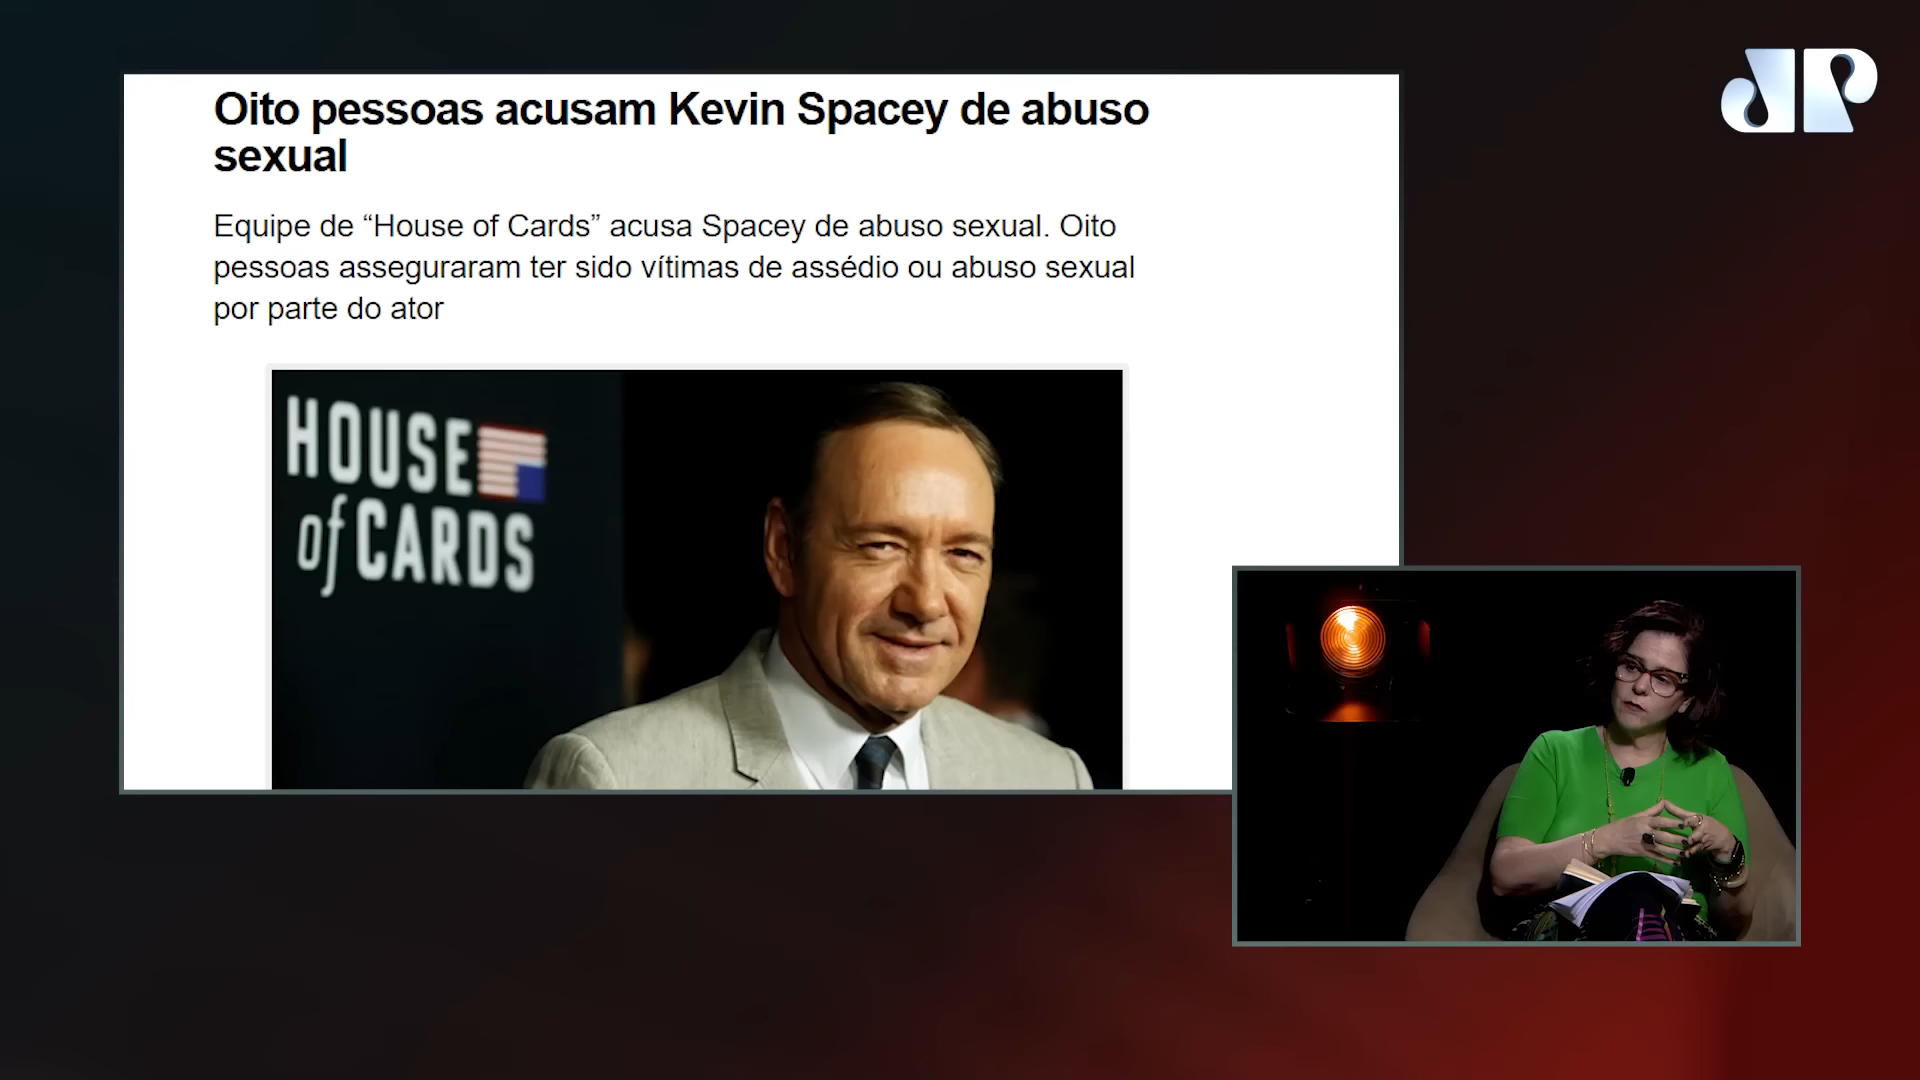 Oito pessoas acusam Kevin Spacey de abuso
sexual
Equipe de “House of Cards” acusa Spacey de abuso sexual. Oito
pessoas asseguraram ter sido vítimas de assédio ou abuso sexual
por parte do ator
HOUSE
of CARDS
JP